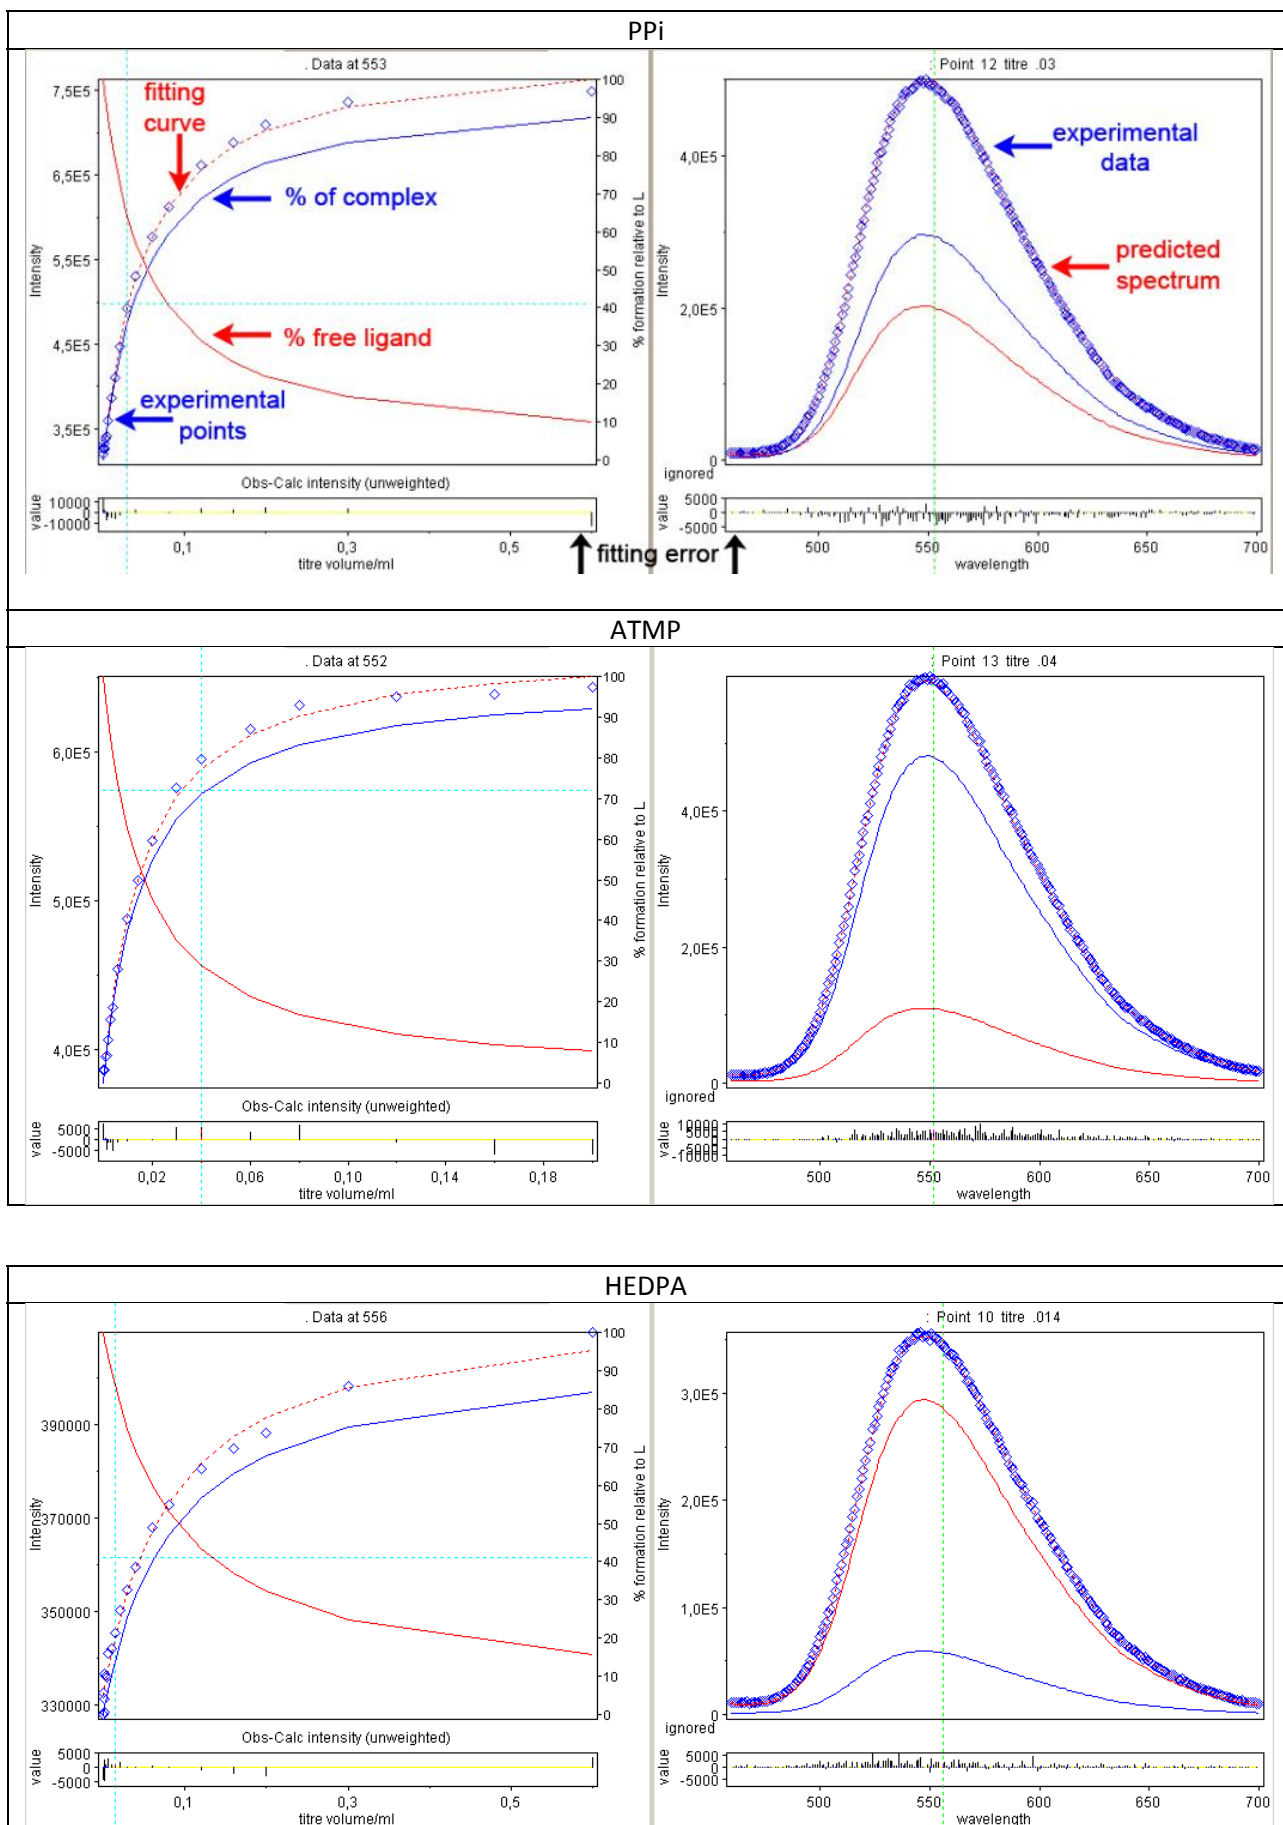 PPi
. Data at 553
7,5E5
6,5E5
5,5E5
4,5E5
3,5E5
Intensity
fitting
curve
% of complex
% free ligand
experimental
points
100
90
80
70
60
50
40
30
20
10
0
% formation relative to L
Obs-Calc intensity (unweighted)
10000
0
-10000
value
0,1
0,3
0,5
titre volume/ml
: Point 12 titre .03
4,0E5
2,0E5
0
Intensity
experimental
data
predicted
spectrum
ignored
5000
0
-5000
value
fitting error
500
550
600
650
700
wavelength
ATMP
. Data at 552
6,0E5
5,0E5
4,0E5
Intensity
100
90
80
70
60
50
40
30
20
10
0
% formation relative to L
Obs-Calc intensity (unweighted)
5000
0
-5000
value
0,02
0,06
0,10
0,14
0,18
titre volume/ml
: Point 13 titre .04
4,0E5
2,0E5
0
Intensity
ignored
10000
5000
0
-5000
-10000
value
500
550
600
650
700
wavelength
HEDPA
. Data at 556
390000
370000
350000
330000
Intensity
100
90
80
70
60
50
40
30
20
10
0
% formation relative to L
Obs-Calc intensity (unweighted)
5000
0
-5000
value
0,1
0,3
0,5
titre volume/ml
: Point 10 titre .014
3,0E5
2,0E5
1,0E5
0
Intensity
ignored
5000
0
-5000
value
500
550
600
650
700
wavelength